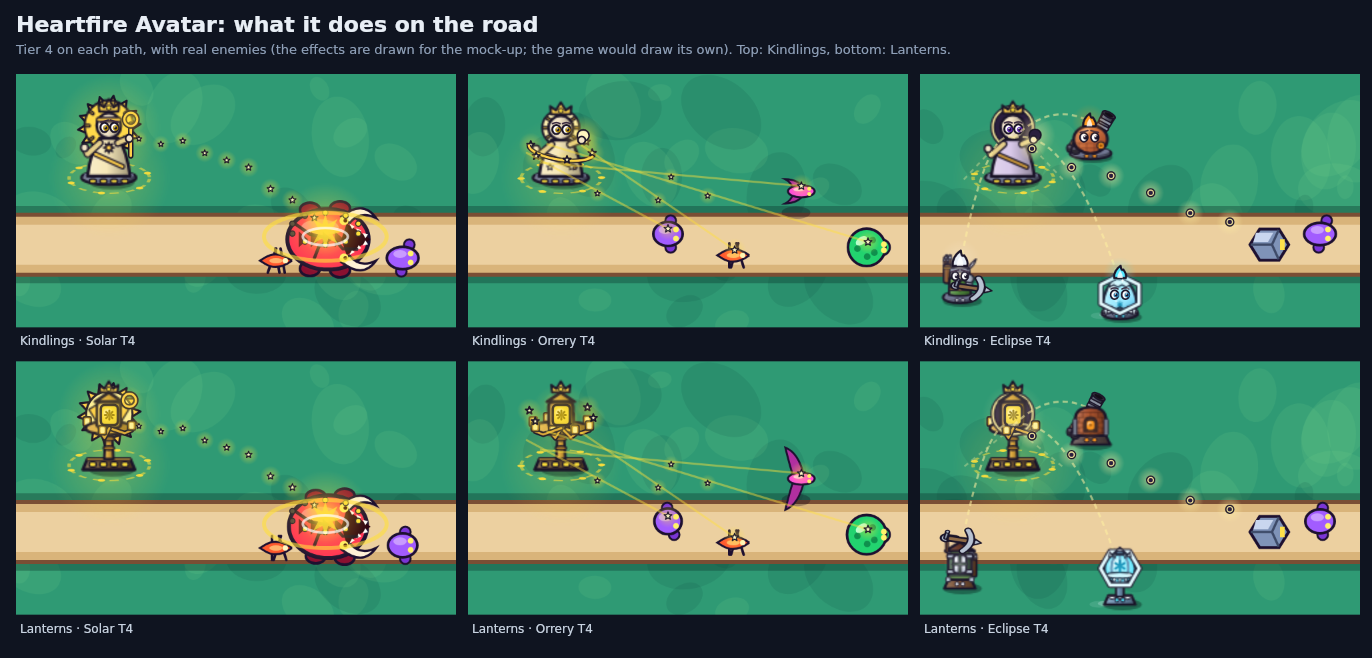 Heartfire Avatar: what it does on the road
Tier 4 on each path, with real enemies (the effects are drawn for the mock-up; the game would draw its own). Top: Kindlings, bottom: Lanterns.
Kindlings · Solar T4
Kindlings · Orrery T4
Kindlings · Eclipse T4
Lanterns · Solar T4
Lanterns · Orrery T4
Lanterns · Eclipse T4